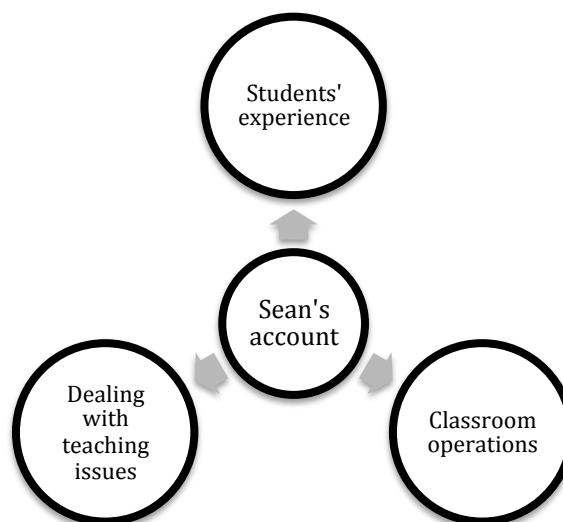 Students'
experience
Sean's
account
Dealing
with
teaching
issues
Classroom
operations